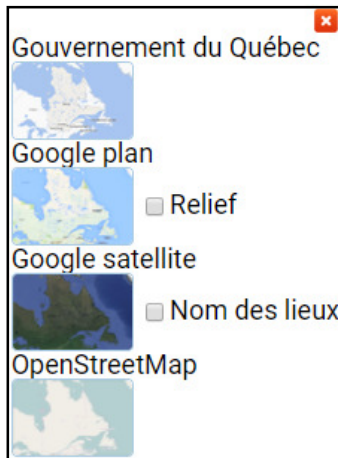 Gouvernement du Québec
Google plan
Relief
Google satellite
Nom des lieux
OpenStreetMap